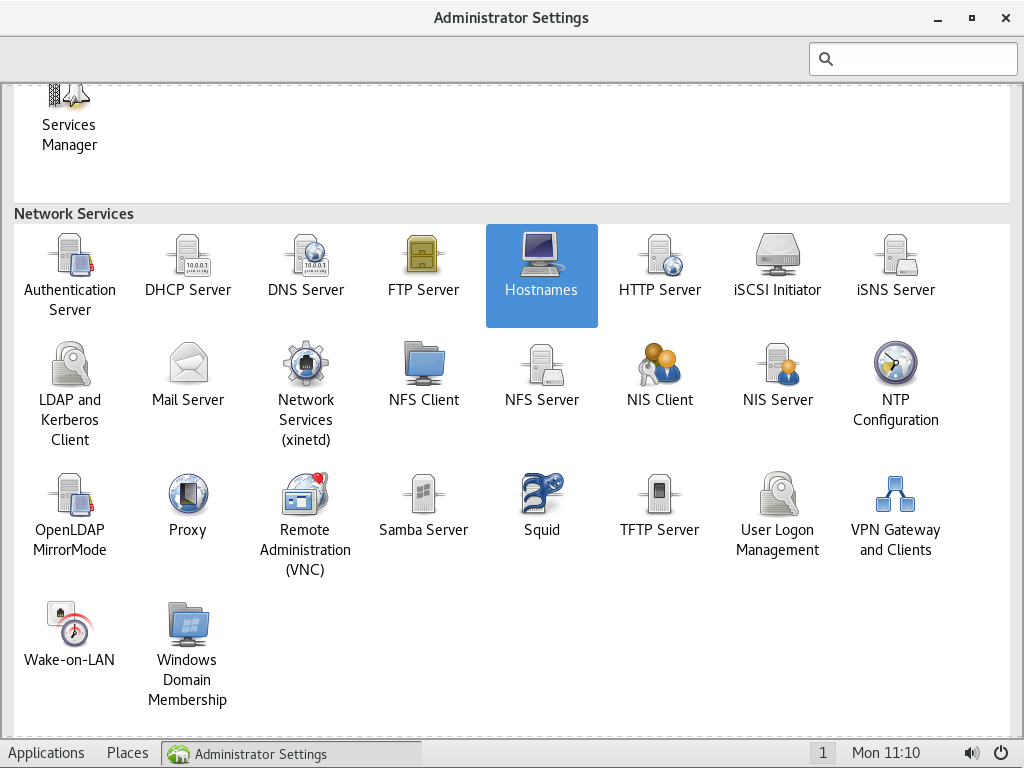 Administrator Settings
Services
Manager
Network Services
Authentication
Server
DHCP Server
DNS Server
FTP Server
Hostnames
HTTP Server
iSCSI Initiator
iSNS Server
LDAP and
Kerberos
Client
Mail Server
Network
Services
(xinetd)
NFS Client
NFS Server
NIS Client
NIS Server
NTP
Configuration
OpenLDAP
MirrorMode
Proxy
Remote
Administration
(VNC)
Samba Server
Squid
TFTP Server
User Logon
Management
VPN Gateway
and Clients
Wake-on-LAN
Windows
Domain
Membership
Applications Places Administrator Settings 1 Mon 11:10